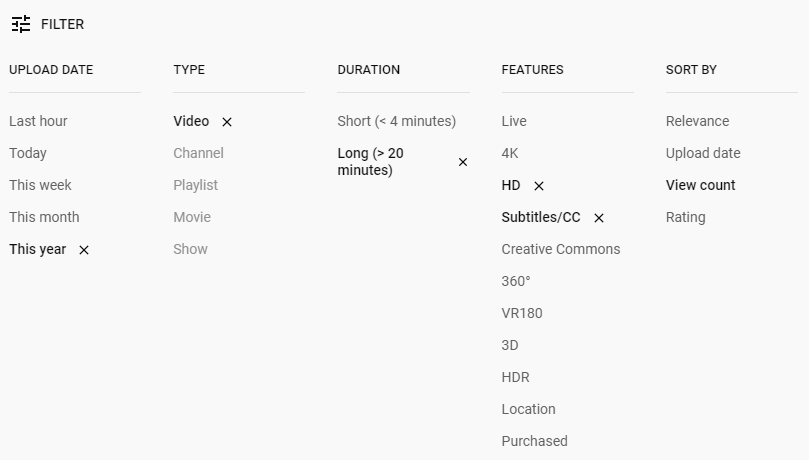 FILTER
UPLOAD DATE
Last hour
Today
This week
This month
This year
TYPE
Video
Channel
Playlist
Movie
Show
DURATION
Short (< 4 minutes)
Long (> 20
minutes)
FEATURES
Live
4K
HD
Subtitles/CC
Creative Commons
360°
VR180
3D
HDR
Location
Purchased
SORT BY
Relevance
Upload date
View count
Rating